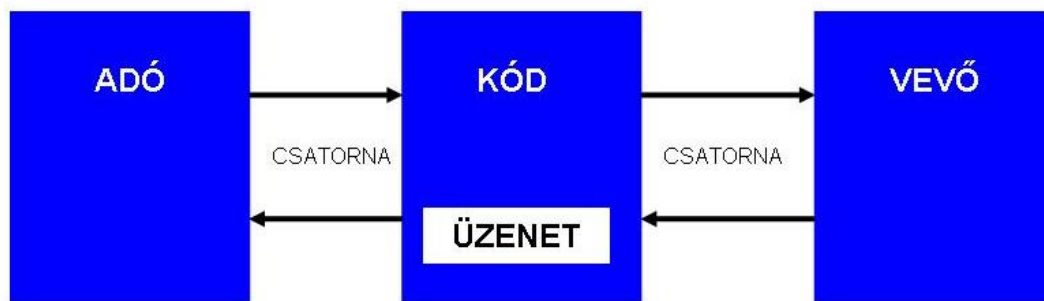 ADÓ
KÓD
VEVŐ
CSATORNA
CSATORNA
ÜZENET